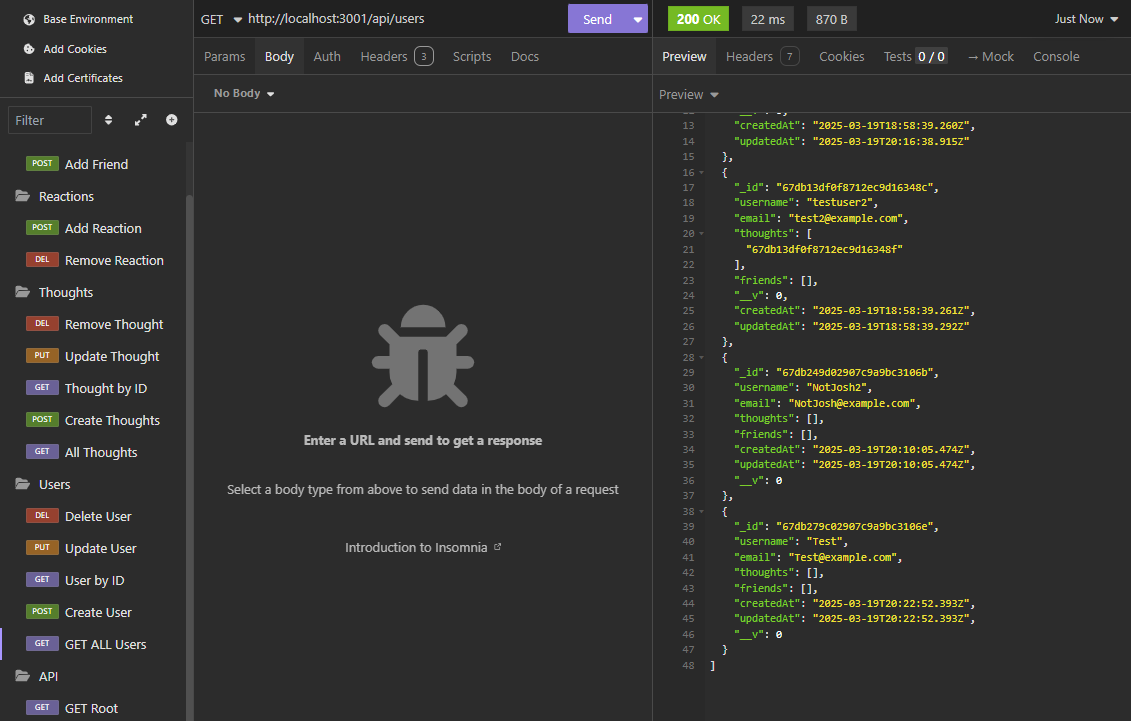 Base Environment
Add Cookies
Add Certificates
Filter
POST Add Friend
Reactions
POST Add Reaction
DEL Remove Reaction
Thoughts
DEL Remove Thought
PUT Update Thought
GET Thought by ID
POST Create Thoughts
GET All Thoughts
Users
DEL Delete User
PUT Update User
GET User by ID
POST Create User
GET GET ALL Users
API
GET GET Root
GET http://localhost:3001/api/users Send
Params Body Auth Headers 3 Scripts Docs
No Body
Enter a URL and send to get a response
Select a body type from above to send data in the body of a request
Introduction to Insomnia
200 OK 22 ms 870 B Just Now
Preview Headers 7 Cookies Tests 0 / 0 → Mock Console
Preview
13 "createdAt": "2025-03-19T18:58:39.260Z",
14 "updatedAt": "2025-03-19T20:16:38.915Z"
15 },
16 {
17 "_id": "67db13df0f8712ec9d16348c",
18 "username": "testuser2",
19 "email": "test2@example.com",
20 "thoughts": [
21 "67db13df0f8712ec9d16348f"
22 ],
23 "friends": [],
24 "__v": 0,
25 "createdAt": "2025-03-19T18:58:39.261Z",
26 "updatedAt": "2025-03-19T18:58:39.292Z"
27 },
28 {
29 "_id": "67db249d02907c9a9bc3106b",
30 "username": "NotJosh2",
31 "email": "NotJosh@example.com",
32 "thoughts": [],
33 "friends": [],
34 "createdAt": "2025-03-19T20:10:05.474Z",
35 "updatedAt": "2025-03-19T20:10:05.474Z",
36 "__v": 0
37 },
38 {
39 "_id": "67db279c02907c9a9bc3106e",
40 "username": "Test",
41 "email": "Test@example.com",
42 "thoughts": [],
43 "friends": [],
44 "createdAt": "2025-03-19T20:22:52.393Z",
45 "updatedAt": "2025-03-19T20:22:52.393Z",
46 "__v": 0
47 }
48 ]